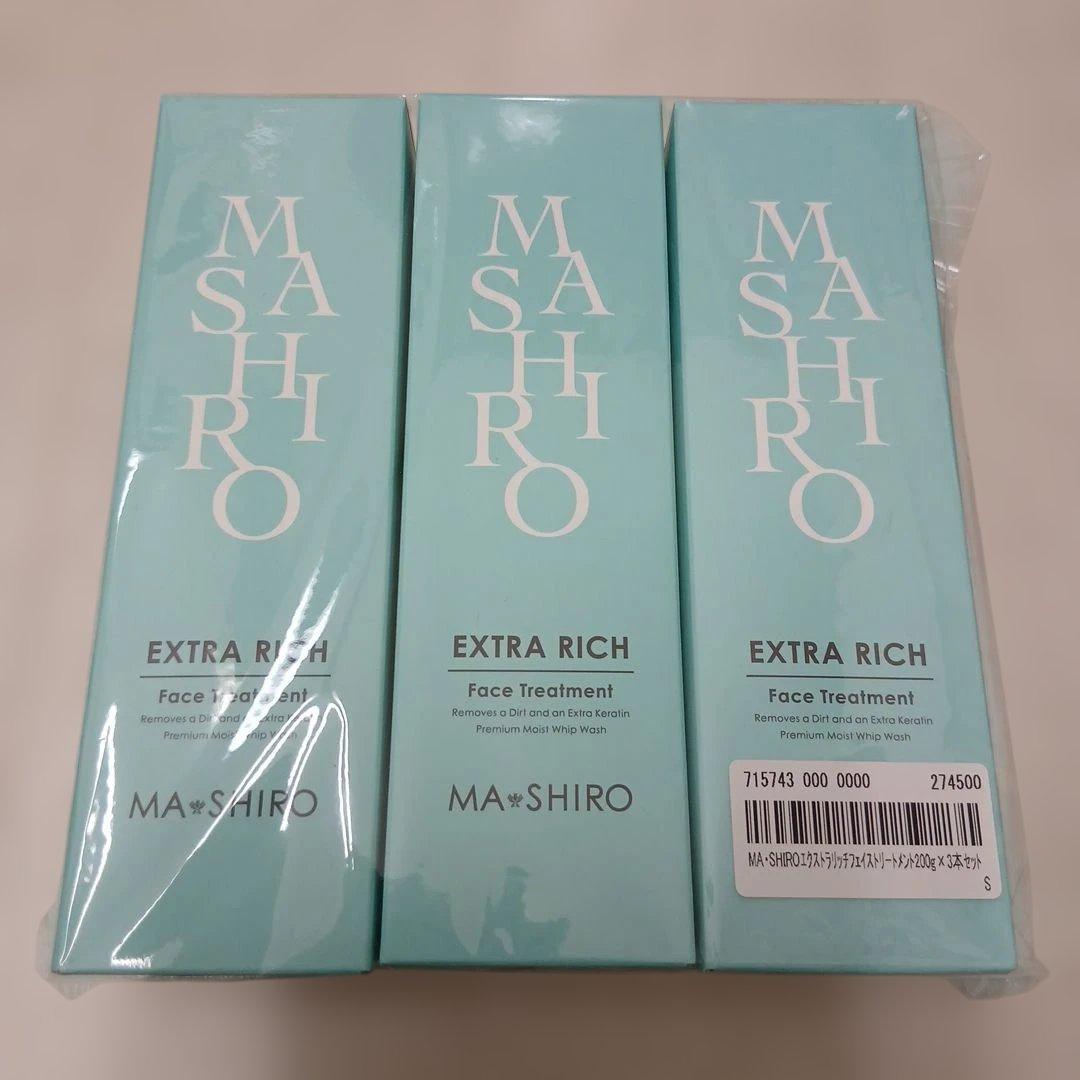 MASHIRO
EXTRA RICH
Face Treatment
Removes a Dirt and an Extra Keratin
Premium Moist Whip Wash
MA SHIRO
MASHIRO
EXTRA RICH
Face Treatment
Removes a Dirt and an Extra Keratin
Premium Moist Whip Wash
MA SHIRO
MASHIRO
EXTRA RICH
Face Treatment
Removes a Dirt and an Extra Keratin
Premium Moist Whip Wash
715743 000 0000 274500
MA・SHIROエクストラリッチフェイストリートメント200g×3本セット
S